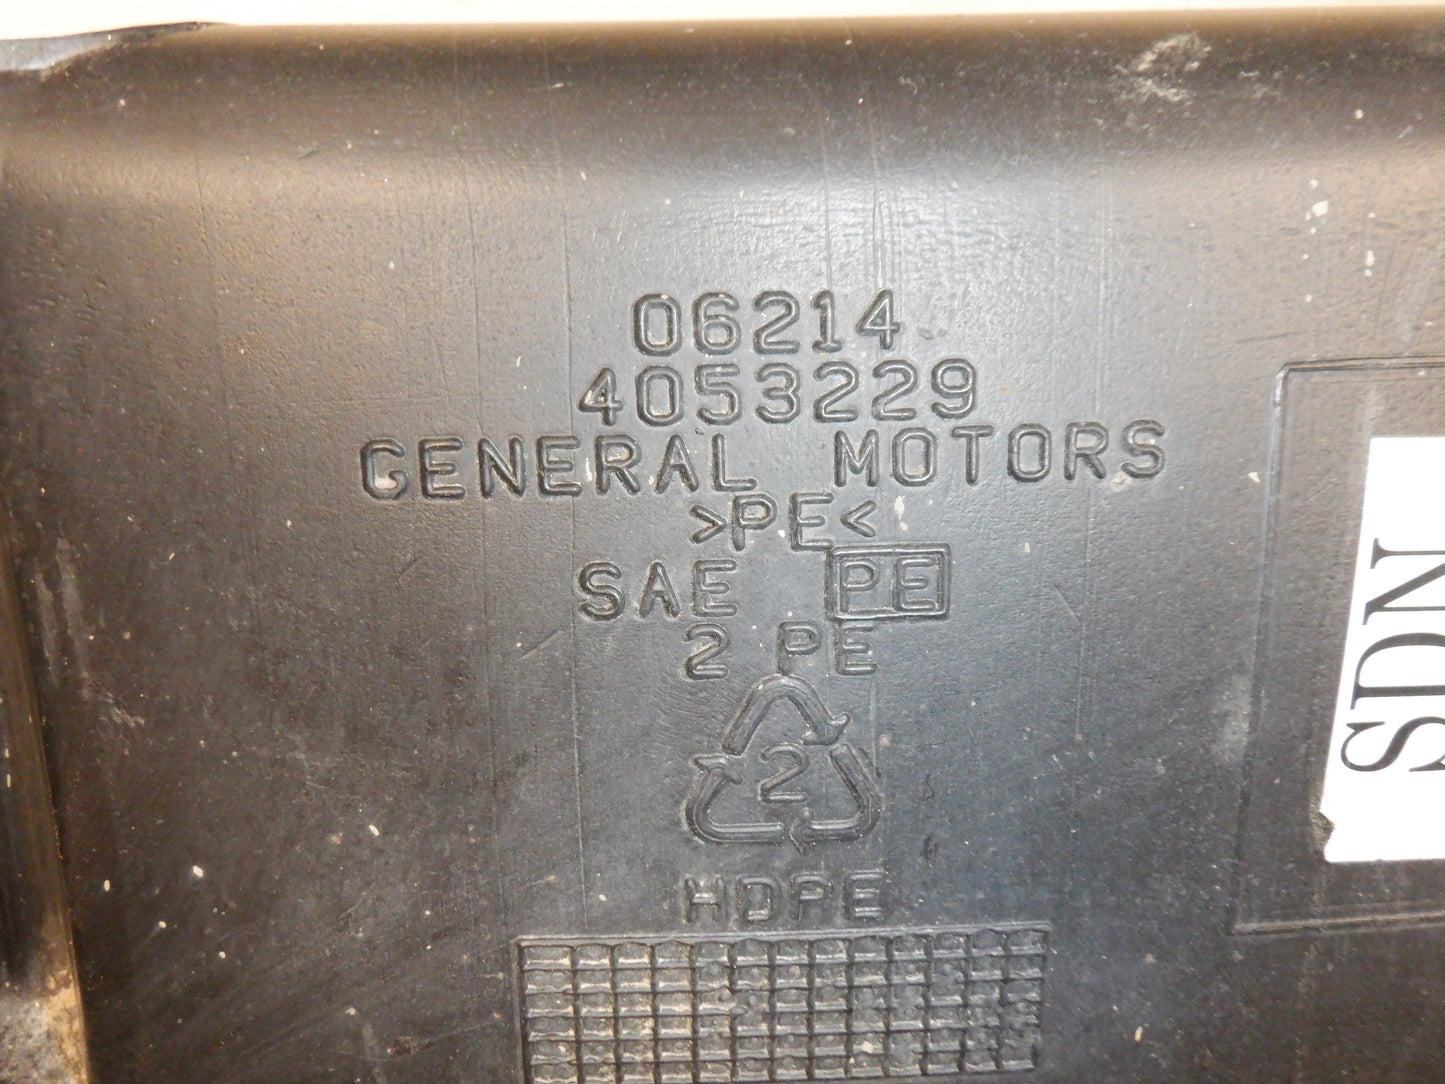 06214
4053229
GENERAL MOTORS
>PE<
SAE PE
2 PE
2
HDPE
SDN